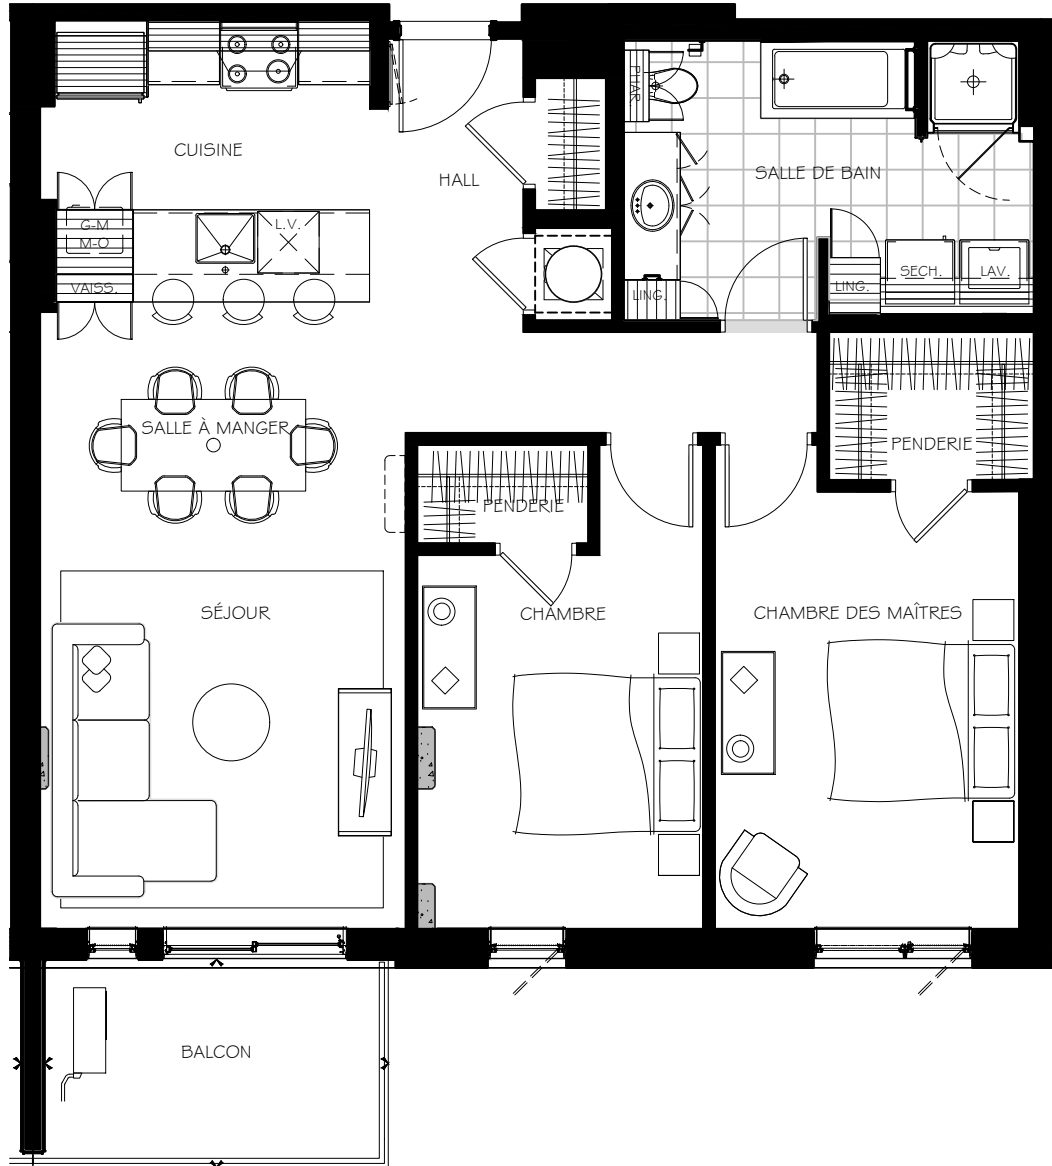 CUISINE
HALL
PHAR.
SALLE DE BAIN
G-M
M-O
L.V.
VAISS.
LING.
LING.
SECH.
LAV.
SALLE À MANGER
PENDERIE
PENDERIE
SÉJOUR
CHAMBRE
CHAMBRE DES MAÎTRES
BALCON